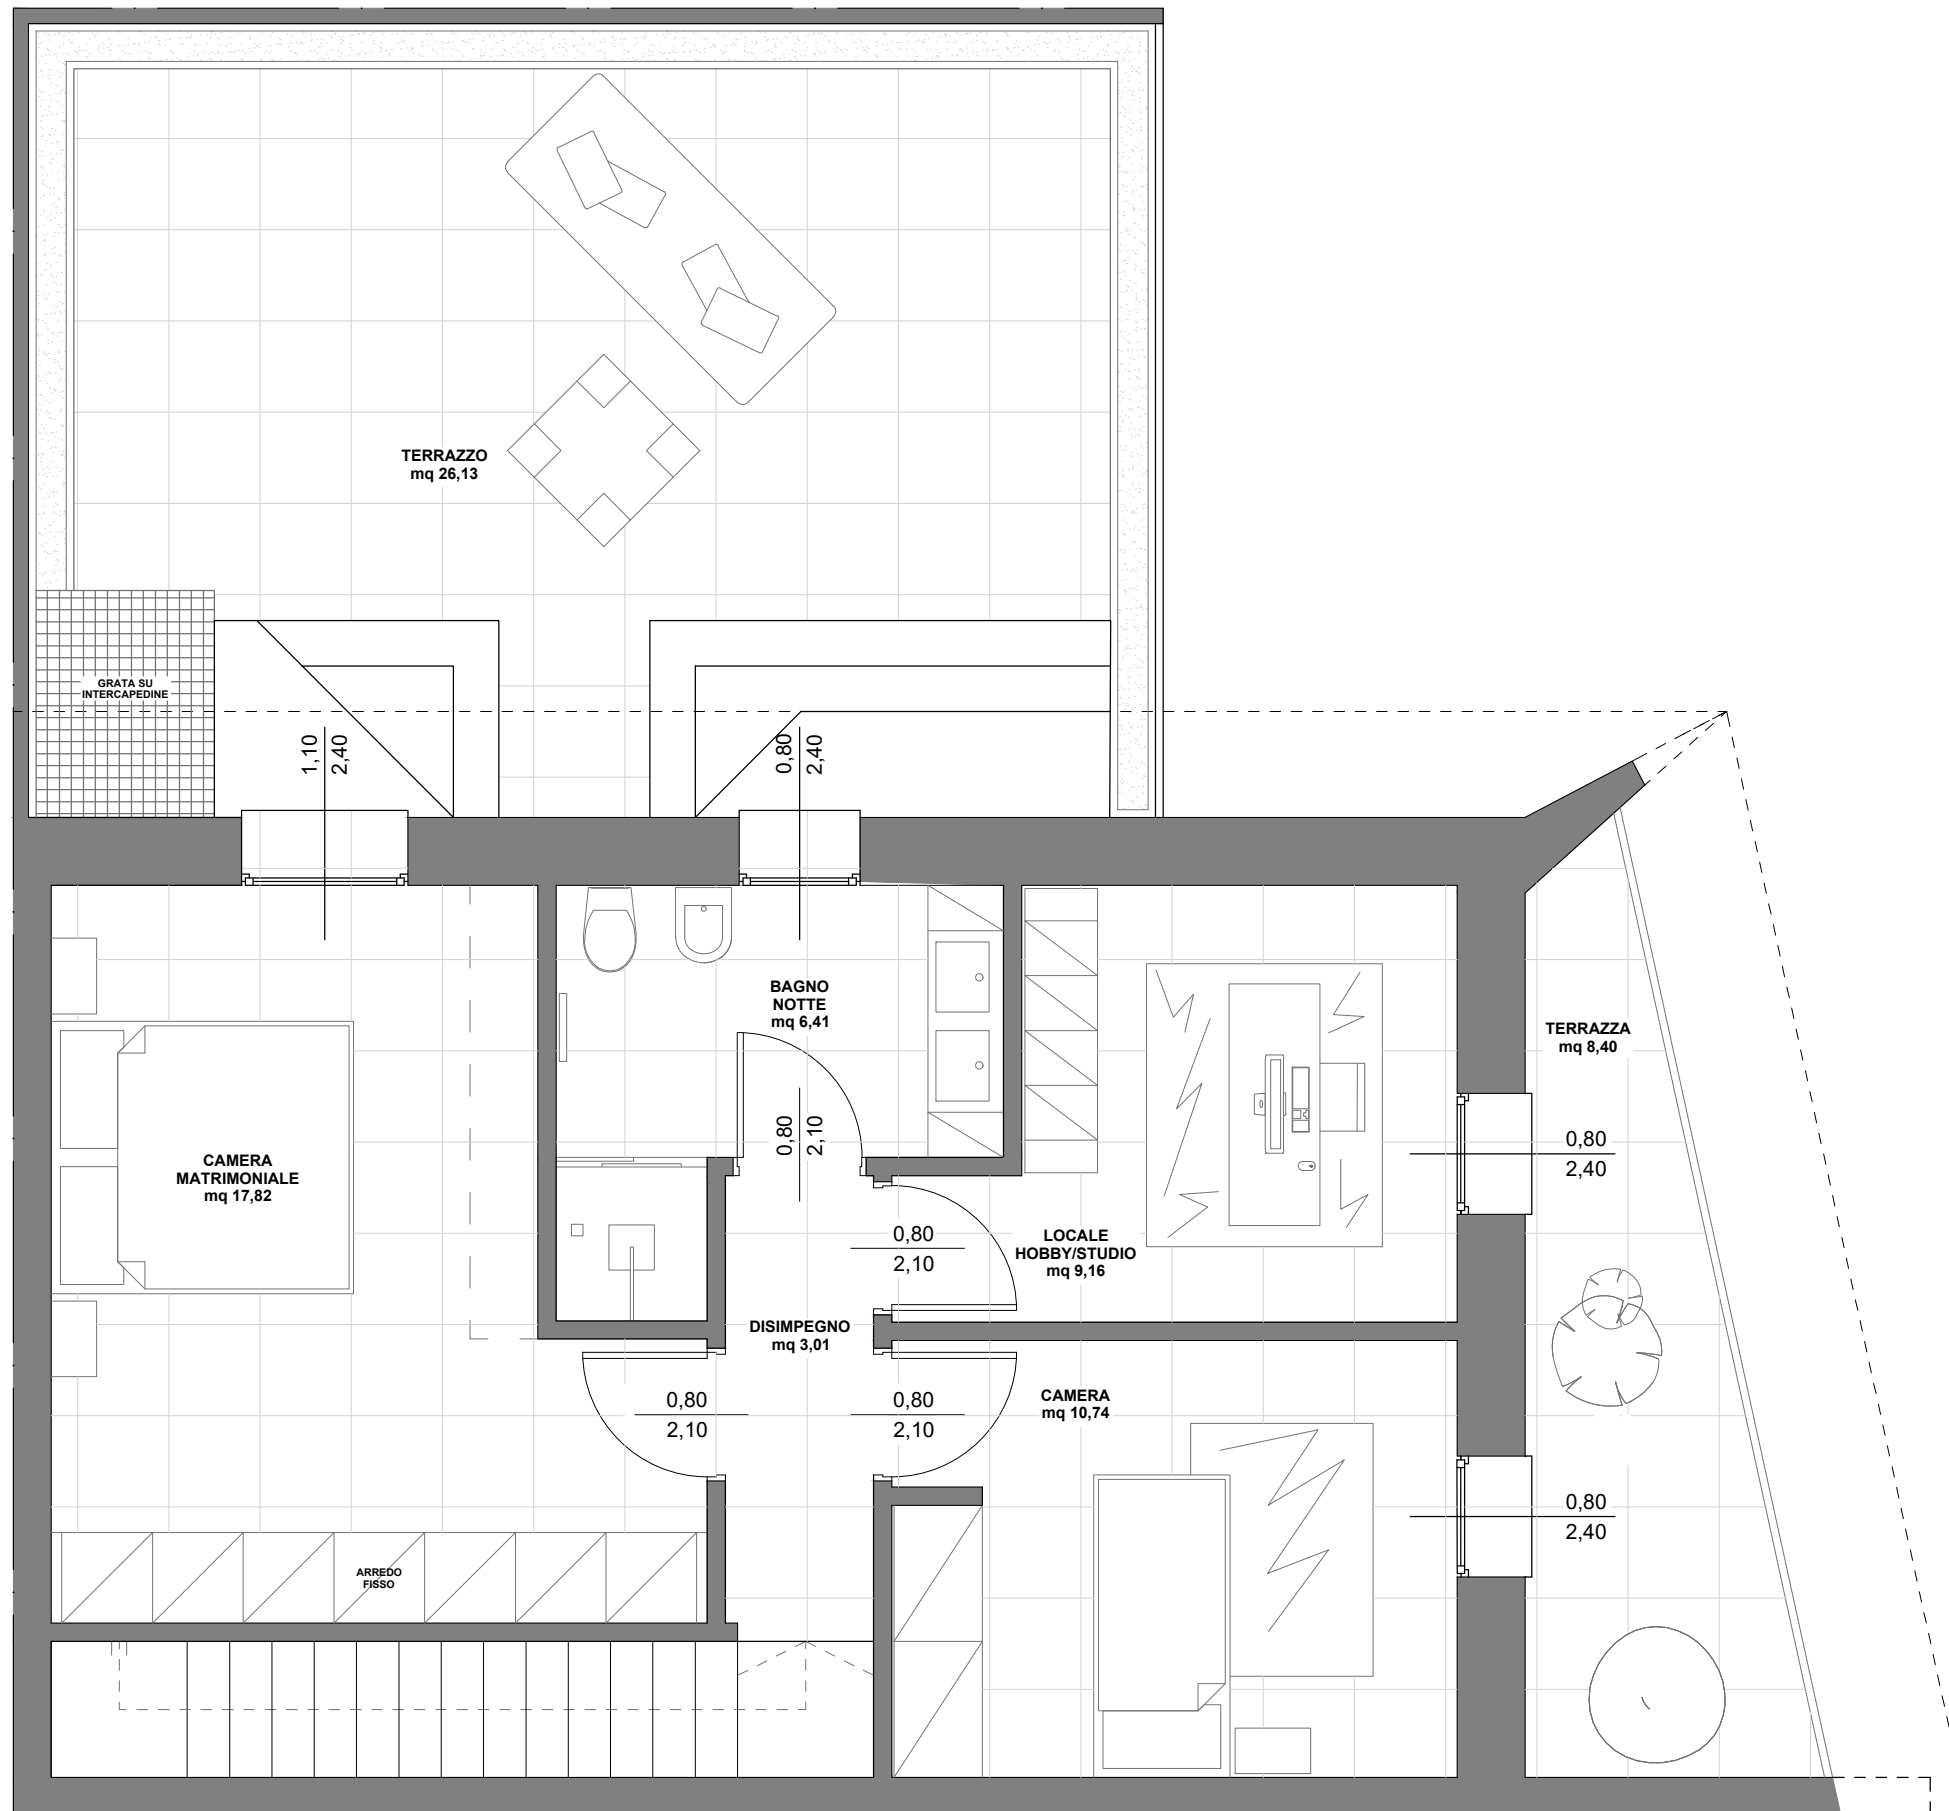 TERRAZZO
mq 26,13
GRATA SU
INTERCAPEDINE
1,10
2,40
0,80
2,40
BAGNO
NOTTE
mq 6,41
TERRAZZA
mq 8,40
0,80
2,10
0,80
2,40
CAMERA
MATRIMONIALE
mq 17,82
0,80
2,10
LOCALE
HOBBY/STUDIO
mq 9,16
DISIMPEGNO
mq 3,01
0,80
2,10
0,80
2,10
CAMERA
mq 10,74
0,80
2,40
ARREDO
FISSO